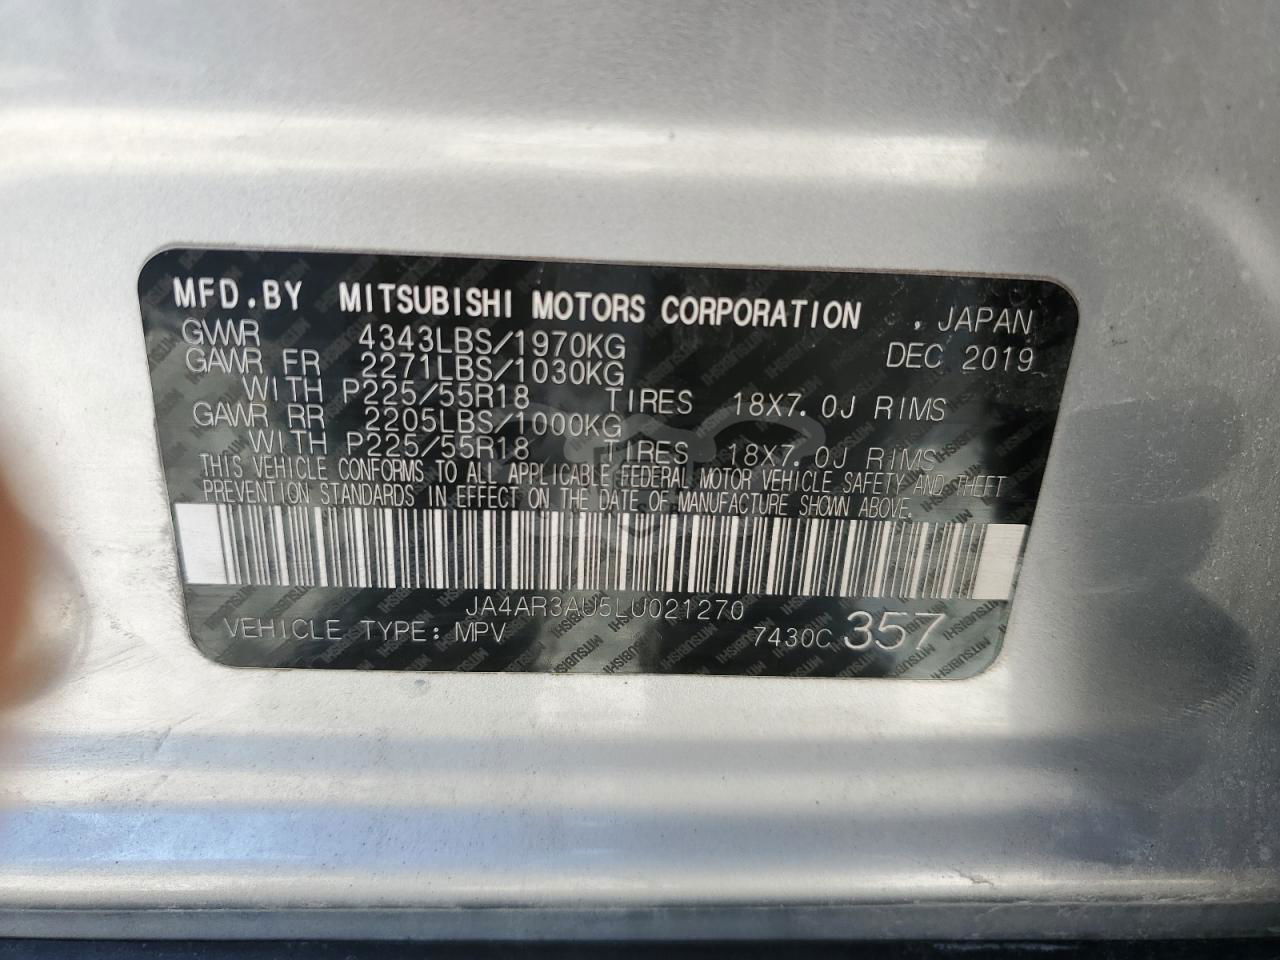 MFD.BY MITSUBISHI MOTORS CORPORATION , JAPAN
GVWR 4343LBS/1970KG DEC 2019
GAWR FR 2271LBS/1030KG
WITH P225/55R18 TIRES 18X7.0J RIMS
GAWR RR 2205LBS/1000KG
WITH P225/55R18 TIRES 18X7.0J RIMS
THIS VEHICLE CONFORMS TO ALL APPLICABLE FEDERAL MOTOR VEHICLE SAFETY AND THEFT
PREVENTION STANDARDS IN EFFECT ON THE DATE OF MANUFACTURE SHOWN ABOVE.
JA4AR3AU5LU021270
VEHICLE TYPE: MPV 7430C 357